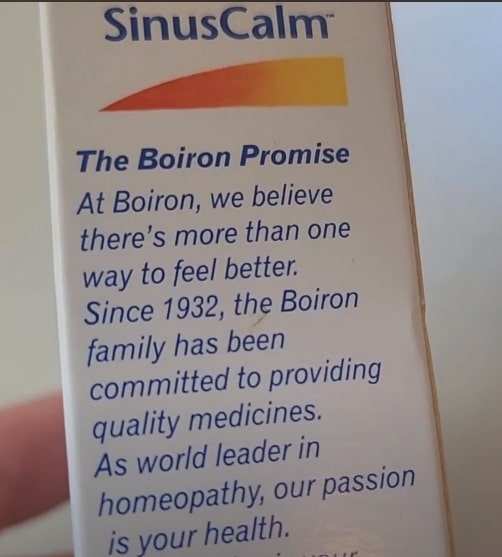 SinusCalm™
The Boiron Promise
At Boiron, we believe
there's more than one
way to feel better.
Since 1932, the Boiron
family has been
committed to providing
quality medicines.
As world leader in
homeopathy, our passion
is your health.